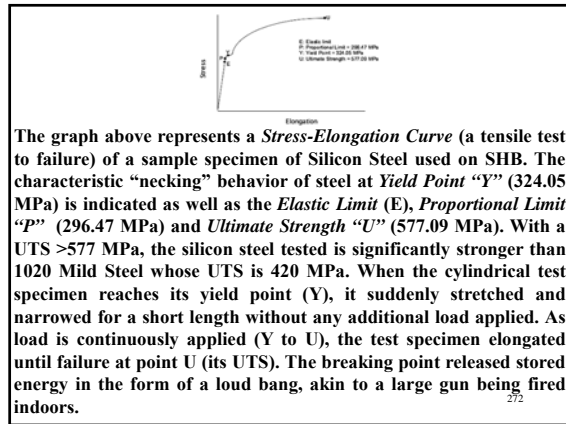 U
E: Elastic limit
P: Proportional Limit = 296.47 MPa
Y: Yield Point = 324.05 MPa
U: Ultimate Strength = 577.09 MPa
Y
P
E
Stress
Elongation
The graph above represents a Stress-Elongation Curve (a tensile test
to failure) of a sample specimen of Silicon Steel used on SHB. The
characteristic “necking” behavior of steel at Yield Point “Y” (324.05
MPa) is indicated as well as the Elastic Limit (E), Proportional Limit
“P” (296.47 MPa) and Ultimate Strength “U” (577.09 MPa). With a
UTS >577 MPa, the silicon steel tested is significantly stronger than
1020 Mild Steel whose UTS is 420 MPa. When the cylindrical test
specimen reaches its yield point (Y), it suddenly stretched and
narrowed for a short length without any additional load applied. As
load is continuously applied (Y to U), the test specimen elongated
until failure at point U (its UTS). The breaking point released stored
energy in the form of a loud bang, akin to a large gun being fired
indoors.
272